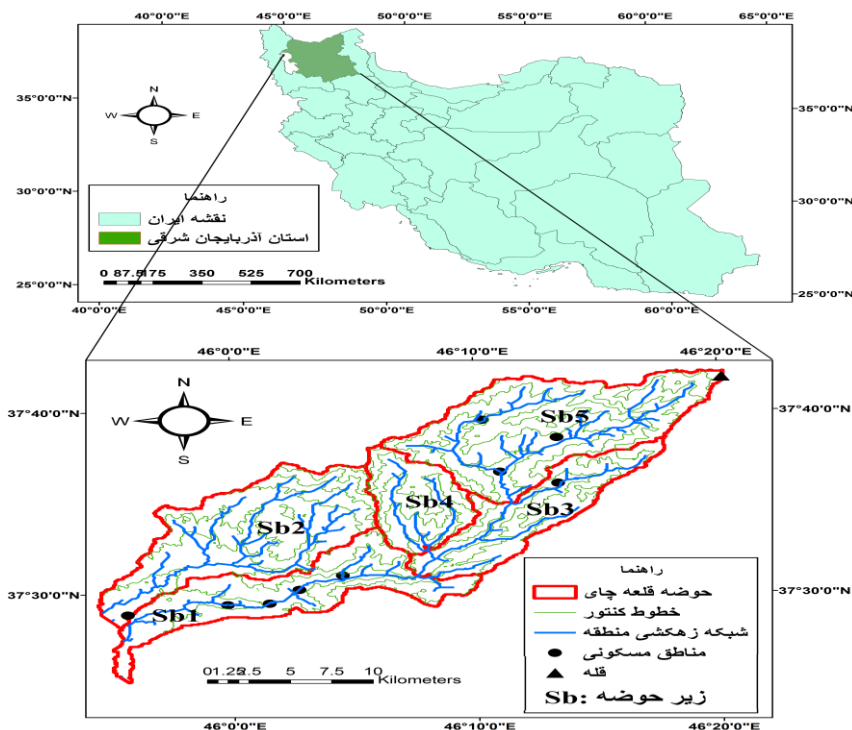 40°0'0"E 45°0'0"E 50°0'0"E 55°0'0"E 60°0'0"E 65°0'0"E
35°0'0"N
35°0'0"N
30°0'0"N
30°0'0"N
25°0'0"N
25°0'0"N
N
W E
S
راهنما
نقشه ایران
استان آذربایجان شرقی
0 87.5 175 350 525 700
Kilometers
40°0'0"E 45°0'0"E 50°0'0"E 55°0'0"E 60°0'0"E
46°0'0"E 46°10'0"E 46°20'0"E
37°40'0"N
37°40'0"N
37°30'0"N
37°30'0"N
N
W E
S
Sb5
Sb4
Sb3
Sb2
Sb1
راهنما
حوضه قلعه چای
خطوط کنتور
شبکه زهکشی منطقه
مناطق مسکونی
قله
Sb: زیر حوضه
0 1.25 2.5 5 7.5 10
Kilometers
46°0'0"E 46°10'0"E 46°20'0"E